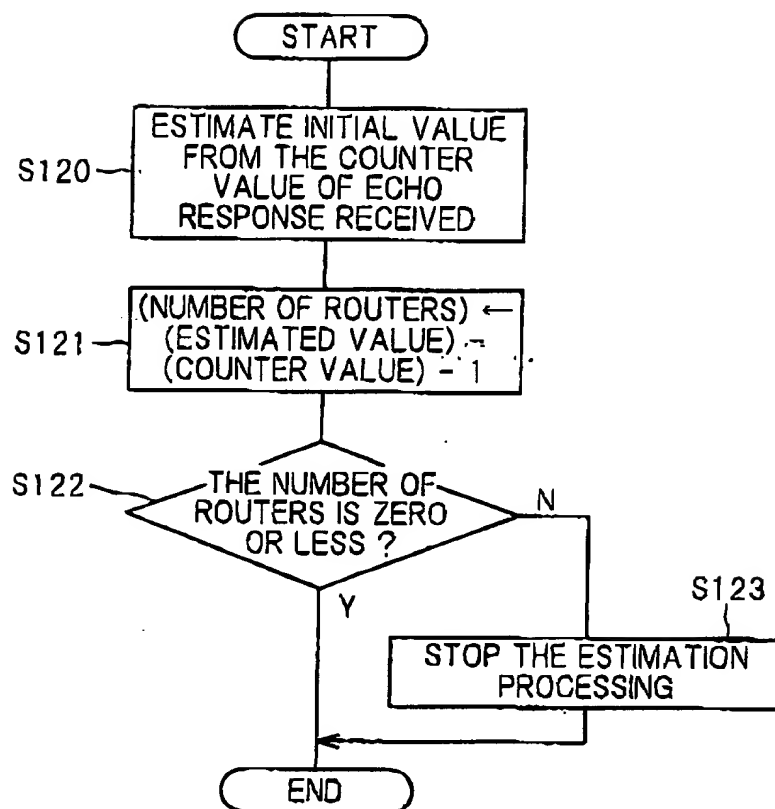 START
S120
ESTIMATE INITIAL VALUE
FROM THE COUNTER
VALUE OF ECHO
RESPONSE RECEIVED
S121
(NUMBER OF ROUTERS) ←
(ESTIMATED VALUE) -
(COUNTER VALUE) - 1
S122
THE NUMBER OF
ROUTERS IS ZERO
OR LESS ?
N
Y
S123
STOP THE ESTIMATION
PROCESSING
END